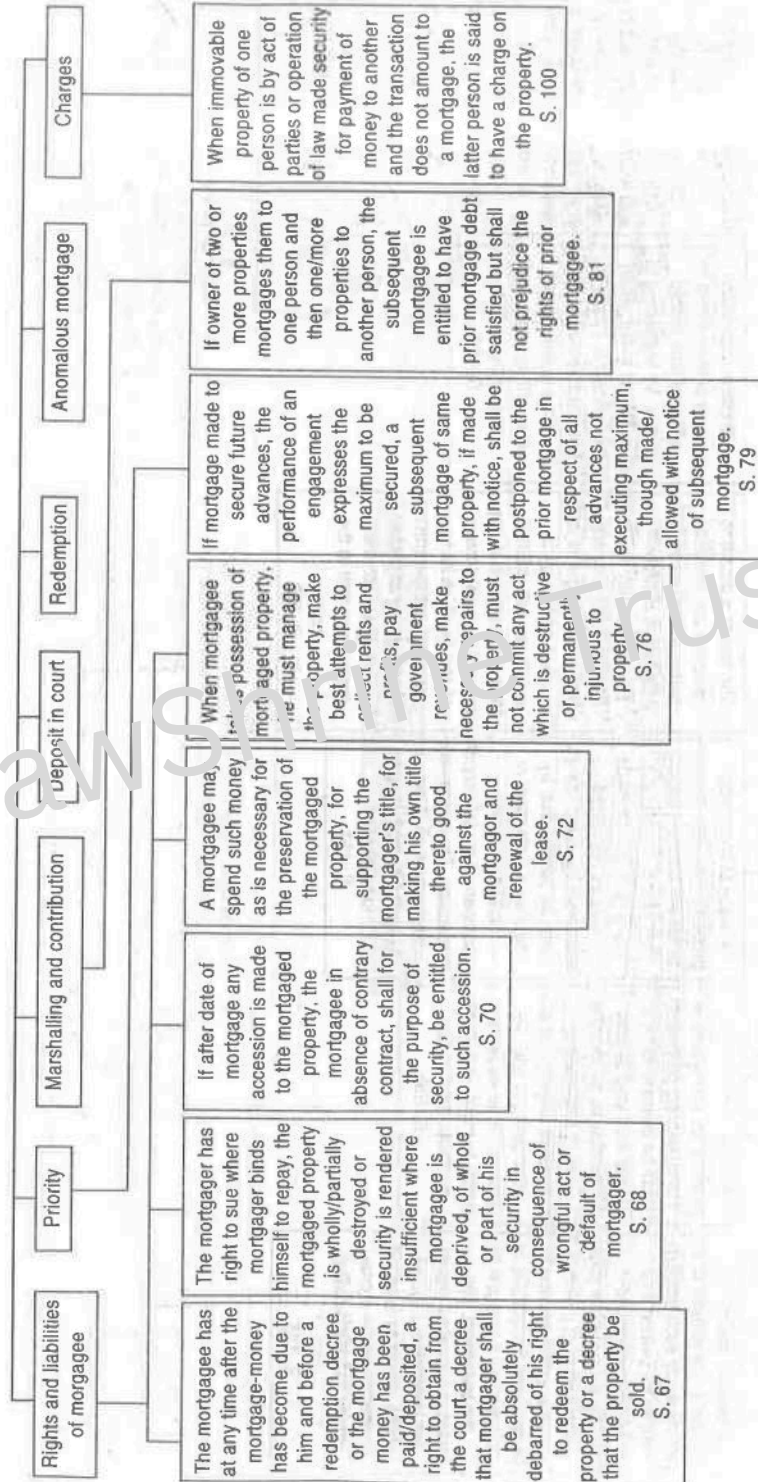 Rights and liabilities
of morgagee
Priority
Marshalling and contribution
Deposit in court
Redemption
Anomalous mortgage
Charges
The mortgagee has
at any time after the
mortgage-money
has become due to
him and before a
redemption decree
or the mortgage
money has been
paid/deposited, a
right to obtain from
the court a decree
that mortgager shall
be absolutely
debarred of his right
to redeem the
property or a decree
that the property be
sold.
S. 67
The mortgager has
right to sue where
mortgager binds
himself to repay, the
mortgaged property
is wholly/partially
destroyed or
security is rendered
insufficient where
mortgagee is
deprived, of whole
or part of his
security in
consequence of
wrongful act or
default of
mortgager.
S. 68
If after date of
mortgage any
accession is made
to the mortgaged
property, the
mortgagee in
absence of contrary
contract, shall for
the purpose of
security, be entitled
to such accession.
S. 70
A mortgagee may
spend such money
as is necessary for
the preservation of
the mortgaged
property, for
supporting the
mortgager's title, for
making his own title
thereto good
against the
mortgagor and
renewal of the
lease.
S. 72
When mortgagee
takes possession of
mortgaged property,
he must manage
the property, make
best attempts to
collect rents and
profits, pay
government
revenues, make
necessary repairs to
the property, must
not commit any act
which is destructive
or permanently
injurious to
property.
S. 76
If mortgage made to
secure future
advances, the
performance of an
engagement
expresses the
maximum to be
secured, a
subsequent
mortgage of same
property, if made
with notice, shall be
postponed to the
prior mortgage in
respect of all
advances not
executing maximum,
though made/
allowed with notice
of subsequent
mortgage.
S. 79
If owner of two or
more properties
mortgages them to
one person and
then one/more
properties to
another person, the
subsequent
mortgagee is
entitled to have
prior mortgage debt
satisfied but shall
not prejudice the
rights of prior
mortgagee.
S. 81
When immovable
property of one
person is by act of
parties or operation
of law made security
for payment of
money to another
and the transaction
does not amount to
a mortgage, the
latter person is said
to have a charge on
the property.
S. 100
awShrine Trus